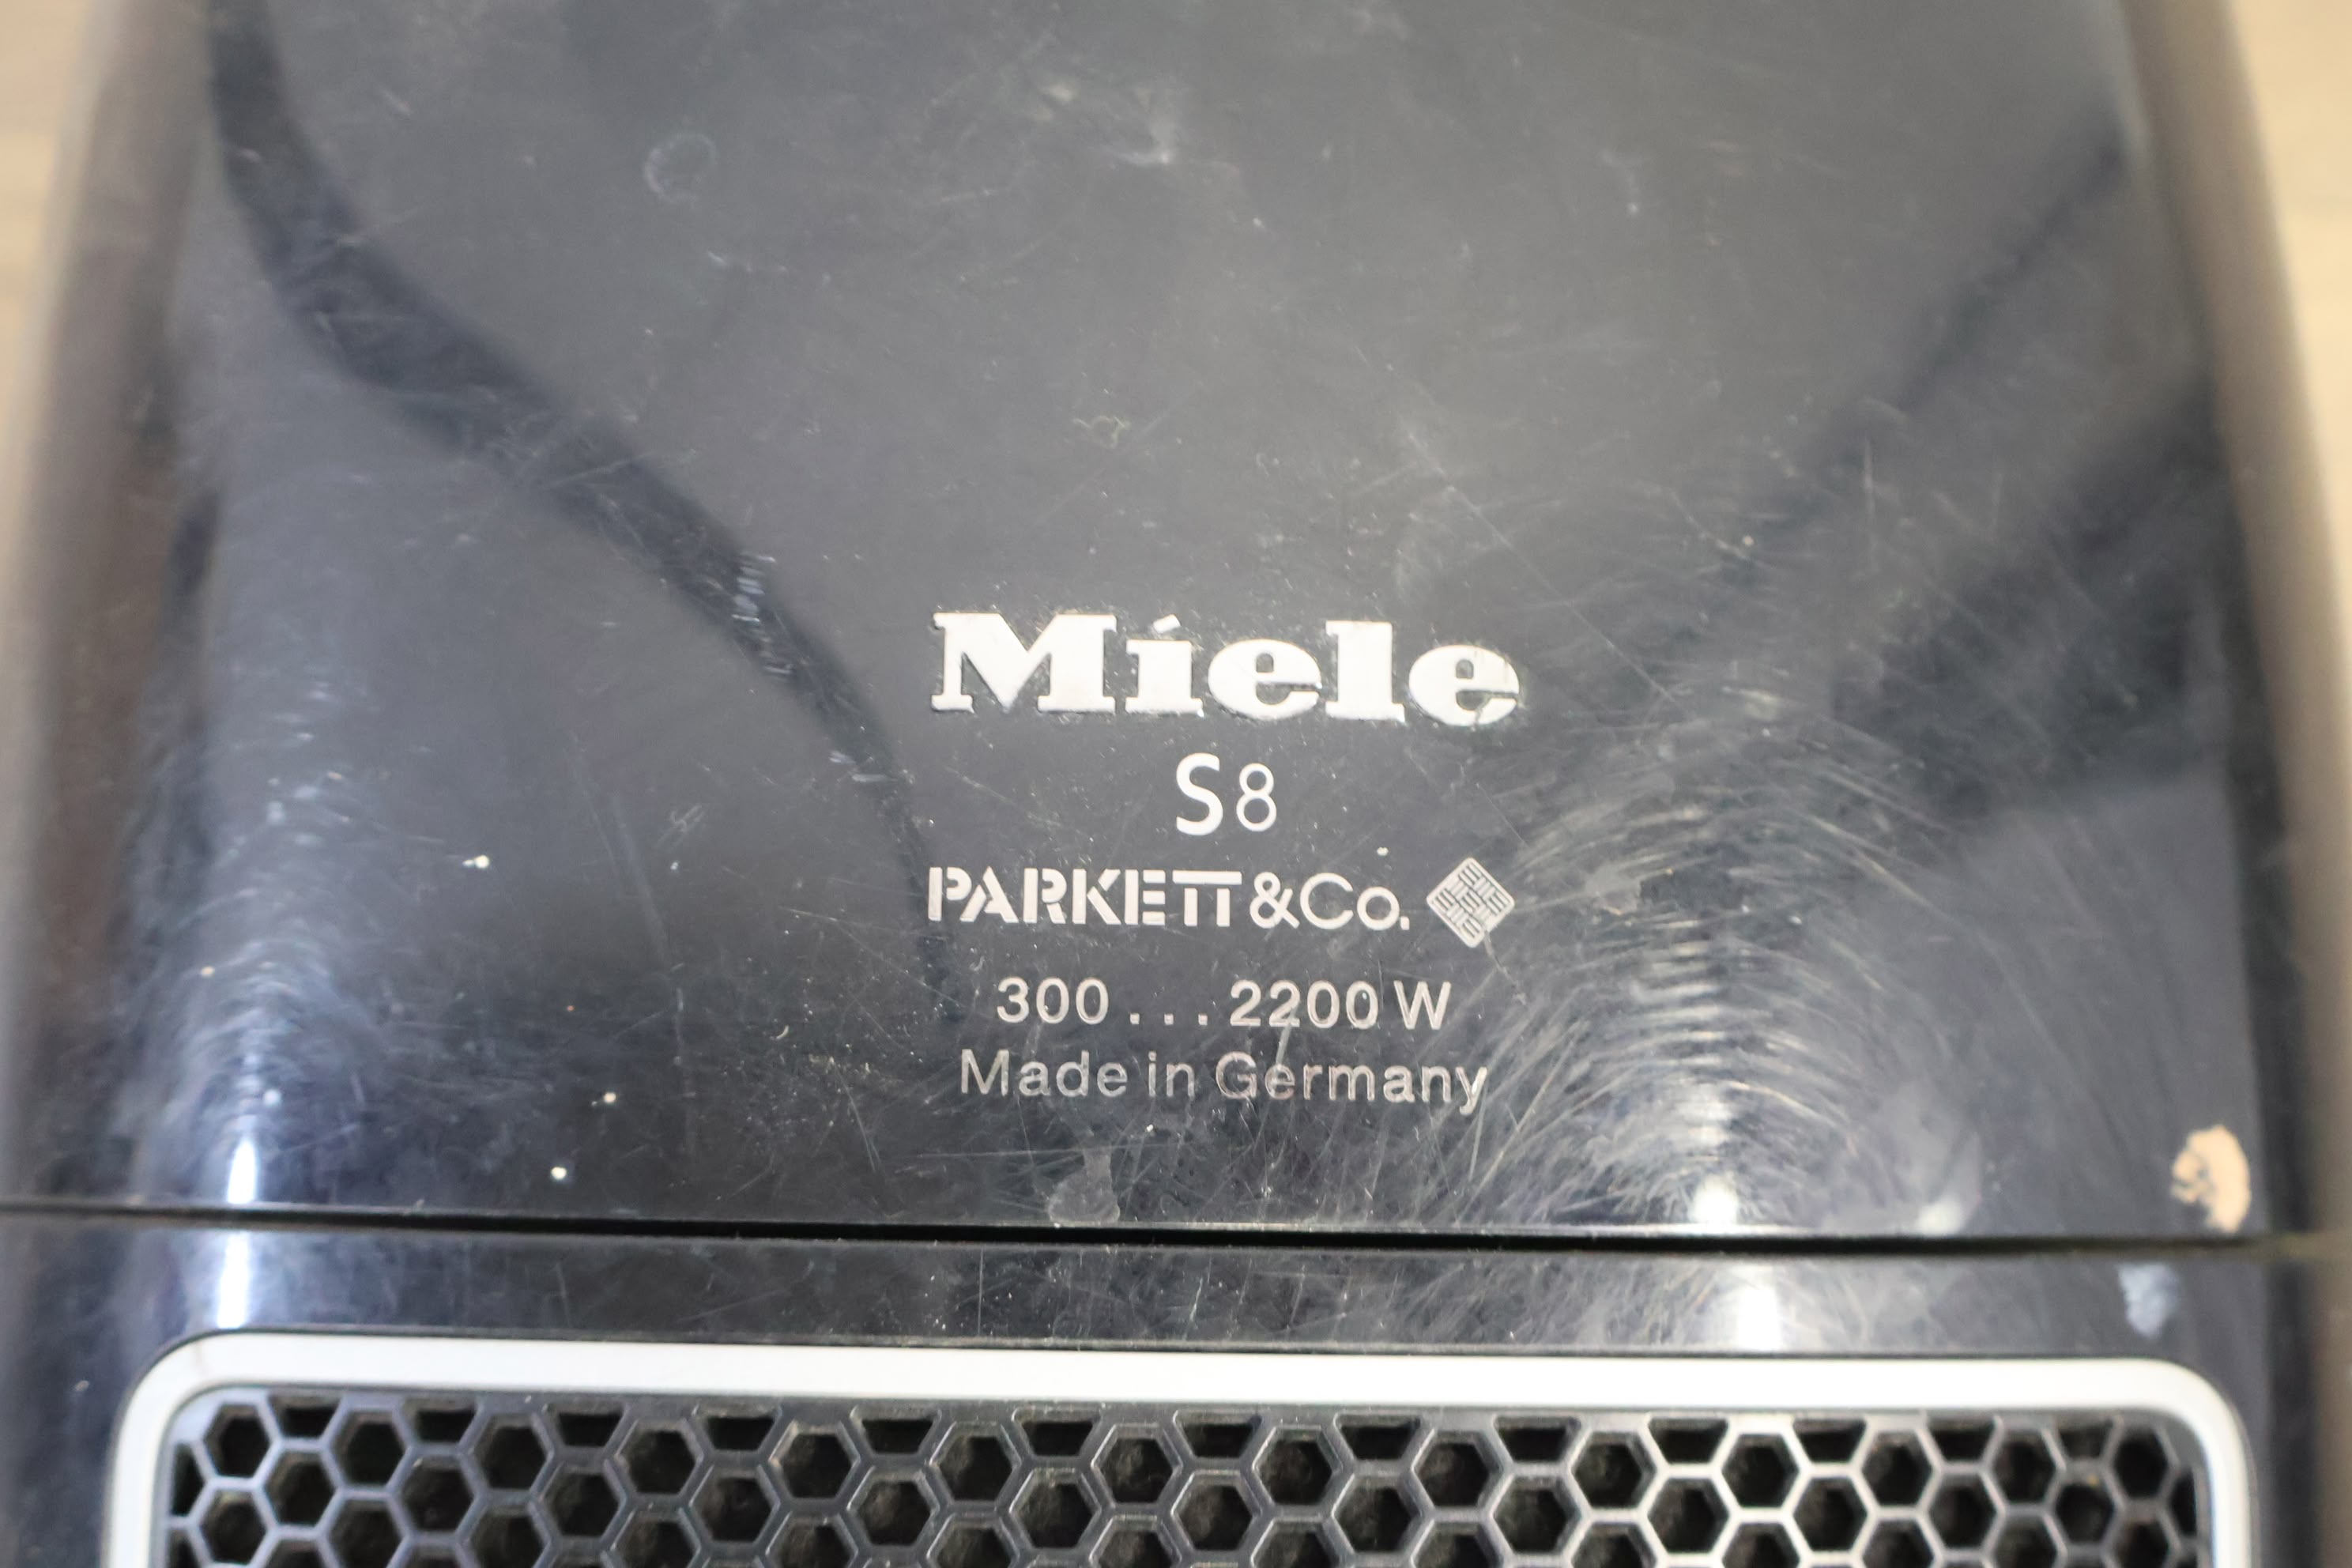 Miele
S8
PARKETT&Co.
300...2200 W
Made in Germany